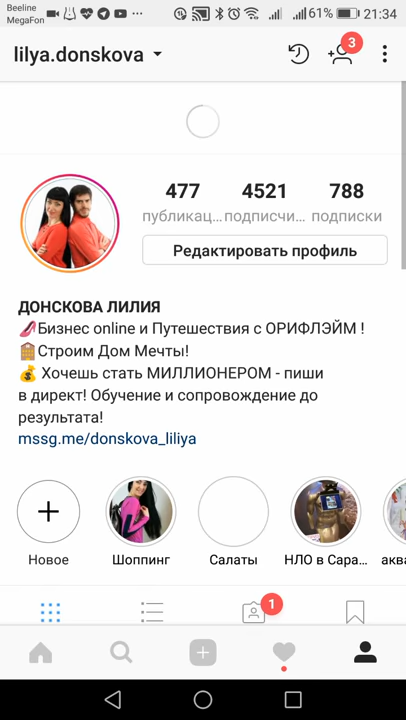 Beeline
MegaFon
61% 21:34
lilya.donskova
3
477 4521 788
публикац... подписчи... подписки
Редактировать профиль
ДОНСКОВА ЛИЛИЯ
👠Бизнес online и Путешествия с ОРИФЛЭЙМ !
🏨Строим Дом Мечты!
💰 Хочешь стать МИЛЛИОНЕРОМ - пиши
в директ! Обучение и сопровождение до
результата!
mssg.me/donskova_liliya
Новое Шоппинг Салаты НЛО в Сара... аква
1